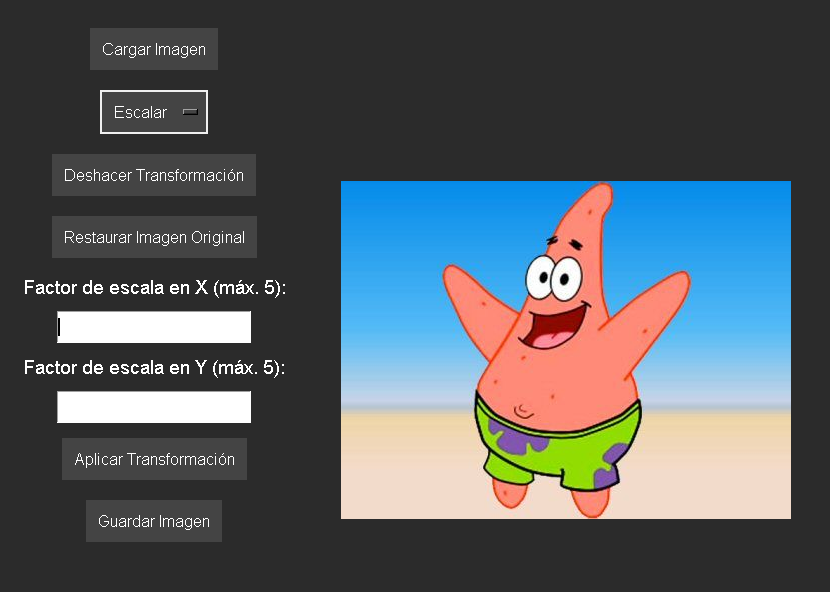 Cargar Imagen
Escalar
Deshacer Transformación
Restaurar Imagen Original
Factor de escala en X (máx. 5):
Factor de escala en Y (máx. 5):
Aplicar Transformación
Guardar Imagen